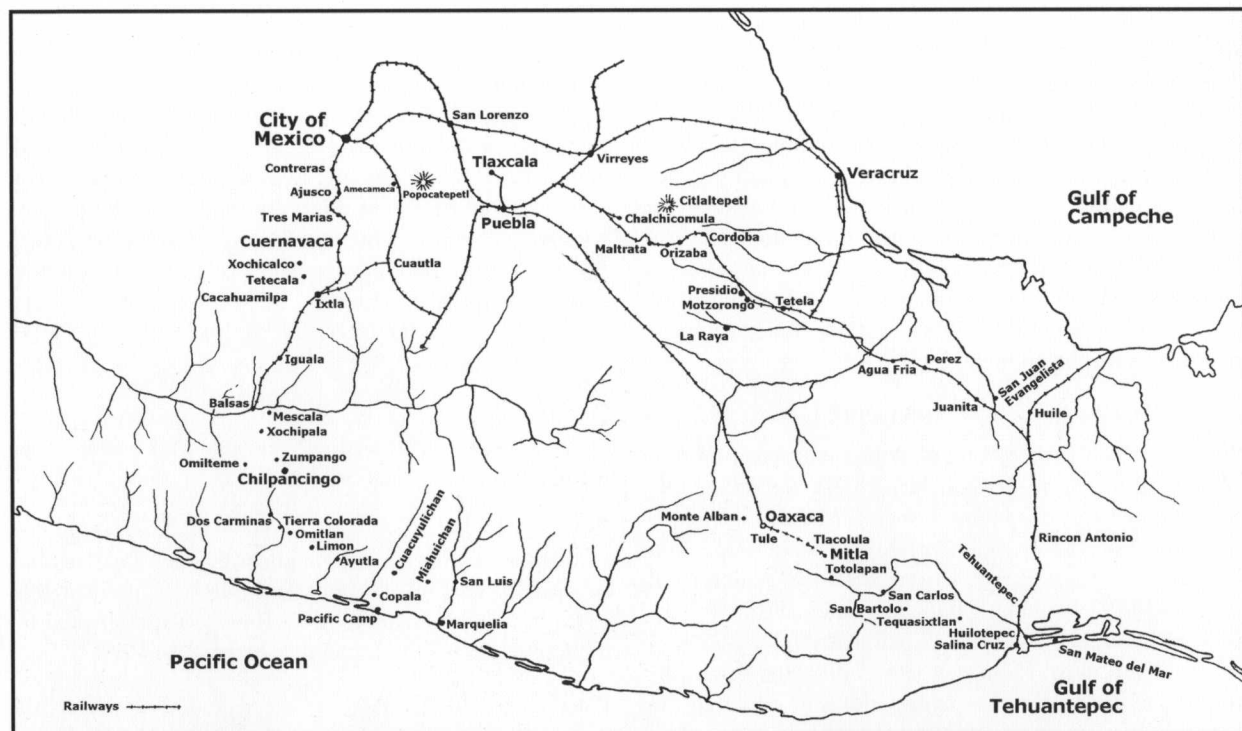 City of
Mexico
San Lorenzo
Contreras
Ajusco
Amecameca
Popocatepetl
Tlaxcala
Virreyes
Veracruz
Gulf of
Campeche
Tres Marias
Puebla
Citlaltepetl
Chalchicomula
Cuernavaca
Maltrata
Orizaba
Cordoba
Xochicalco
Tetecala
Cuautla
Cacahuamilpa
Ixtla
Presidio
Motzorongo
Tetela
La Raya
Iguala
Agua Fria
Perez
San Juan
Evangelista
Juanita
Huile
Balsas
Mescala
Xochipala
Omilteme
Zumpango
Chilpancingo
Dos Carminas
Tierra Colorada
Omitlan
Limon
Ayutla
Cuacuyulichan
Miahuichan
San Luis
Copala
Pacific Camp
Marquelia
Monte Alban
Oaxaca
Tule
Tlacolula
Mitla
Totolapan
Rincon Antonio
Tehuantepec
San Carlos
San Bartolo
Tequasixtlan
Huilotepec
Salina Cruz
San Mateo del Mar
Pacific Ocean
Gulf of
Tehuantepec
Railways